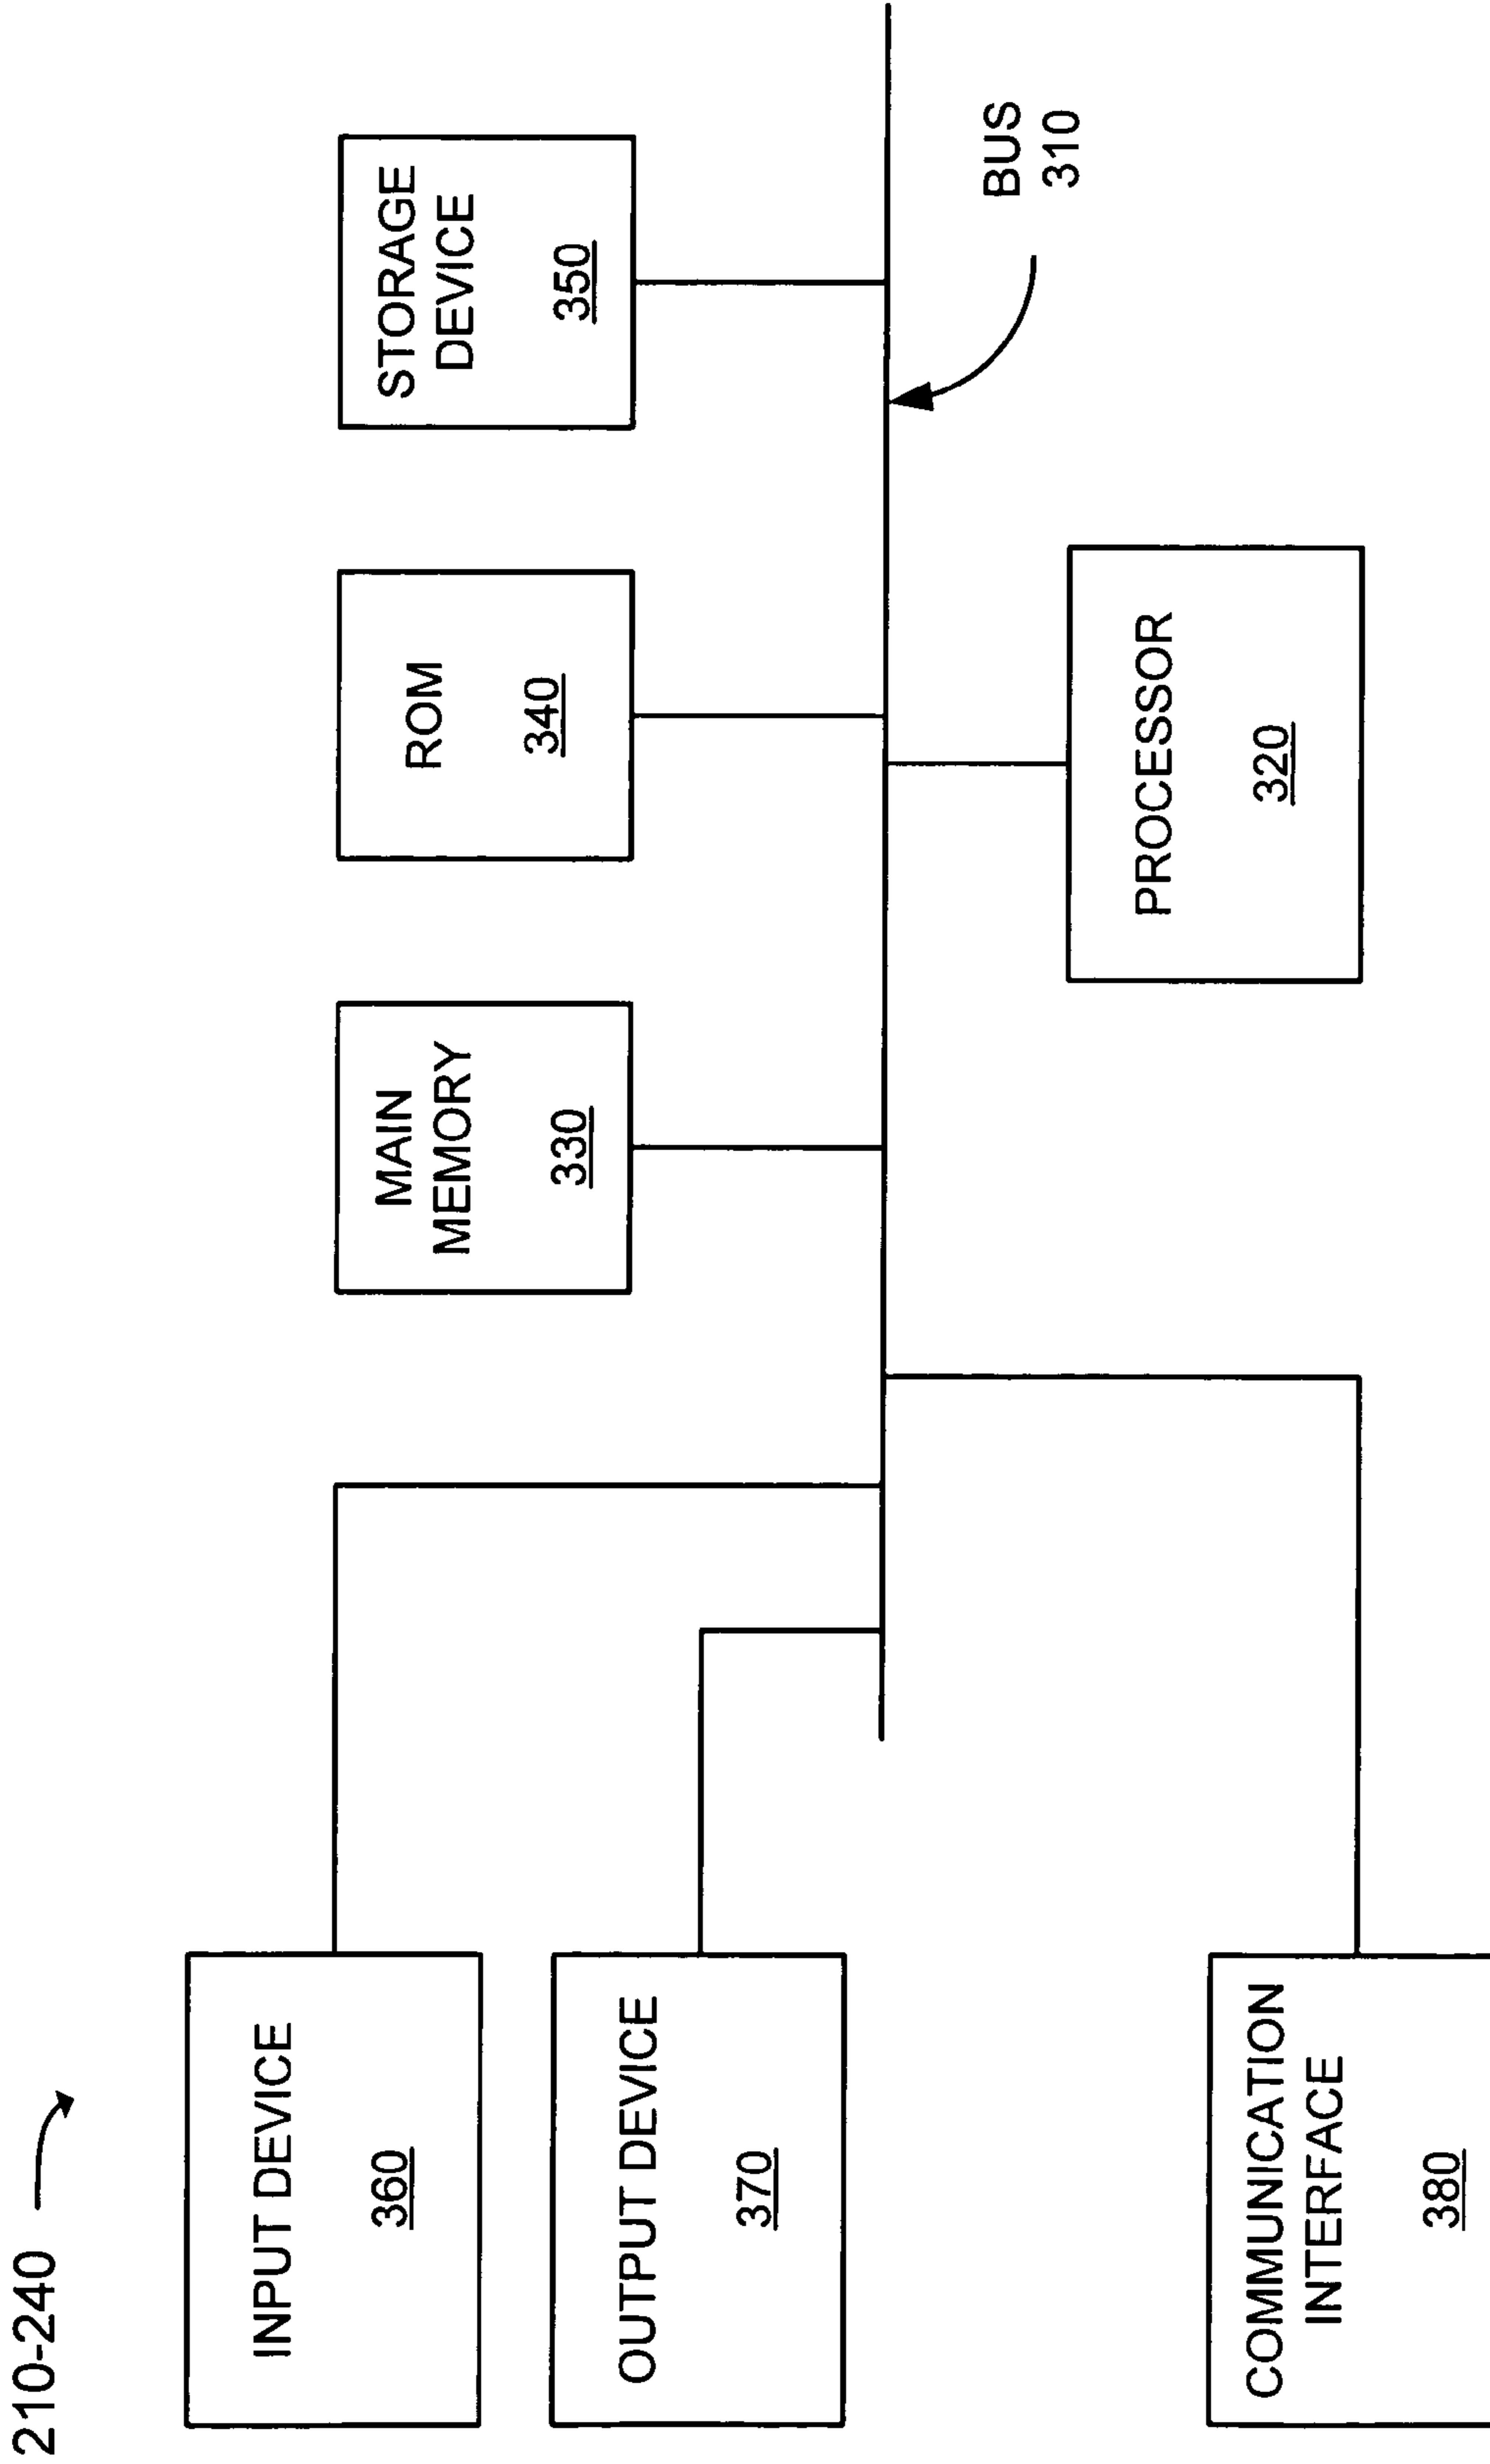 210-240
INPUT DEVICE
360
OUTPUT DEVICE
370
COMMUNICATION
INTERFACE
380
MAIN
MEMORY
330
ROM
340
STORAGE
DEVICE
350
PROCESSOR
320
BUS
310